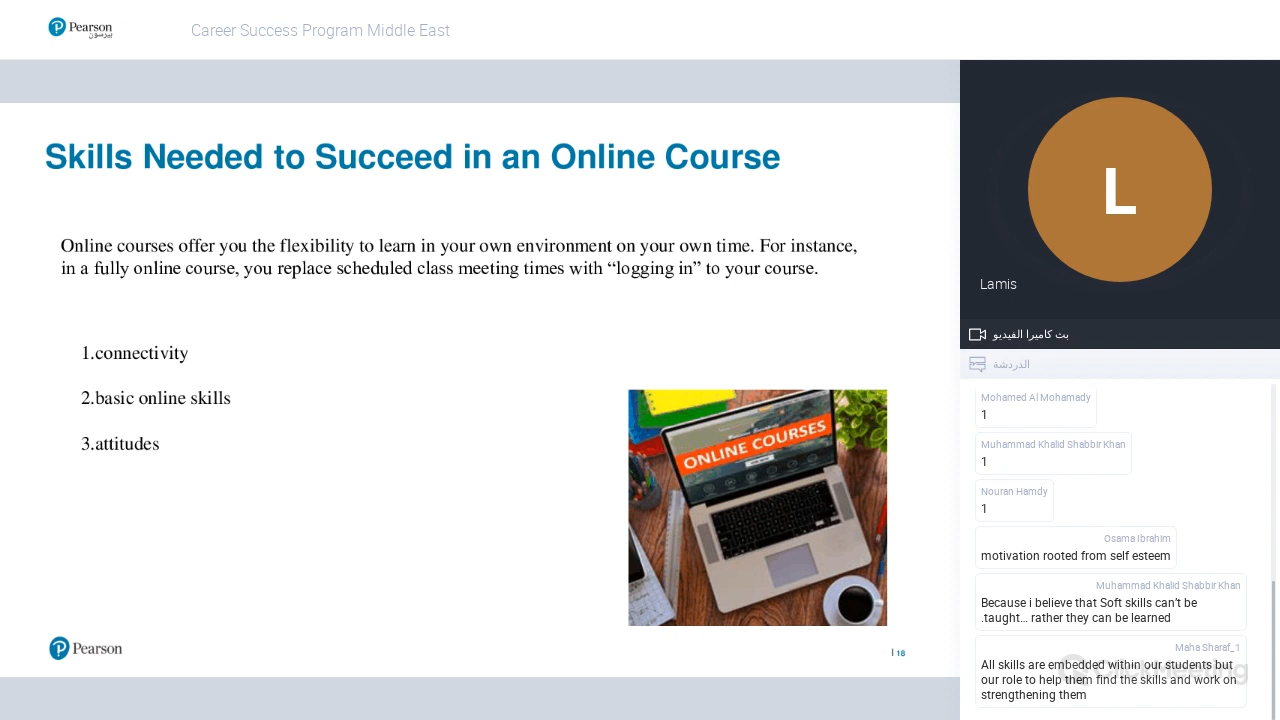 Pearson
بيرسون
Career Success Program Middle East
Skills Needed to Succeed in an Online Course
Online courses offer you the flexibility to learn in your own environment on your own time. For instance,
in a fully online course, you replace scheduled class meeting times with “logging in” to your course.
1.connectivity
2.basic online skills
3.attitudes
ONLINE COURSES
Pearson
| 18
L
Lamis
بث كاميرا الفيديو
الدردشة
Mohamed Al Mohamady
1
Muhammad Khalid Shabbir Khan
1
Nouran Hamdy
1
Osama Ibrahim
motivation rooted from self esteem
Muhammad Khalid Shabbir Khan
Because i believe that Soft skills can’t be
.taught... rather they can be learned
Maha Sharaf_1
All skills are embedded within our students but
our role to help them find the skills and work on
strengthening them
ClickMeeting